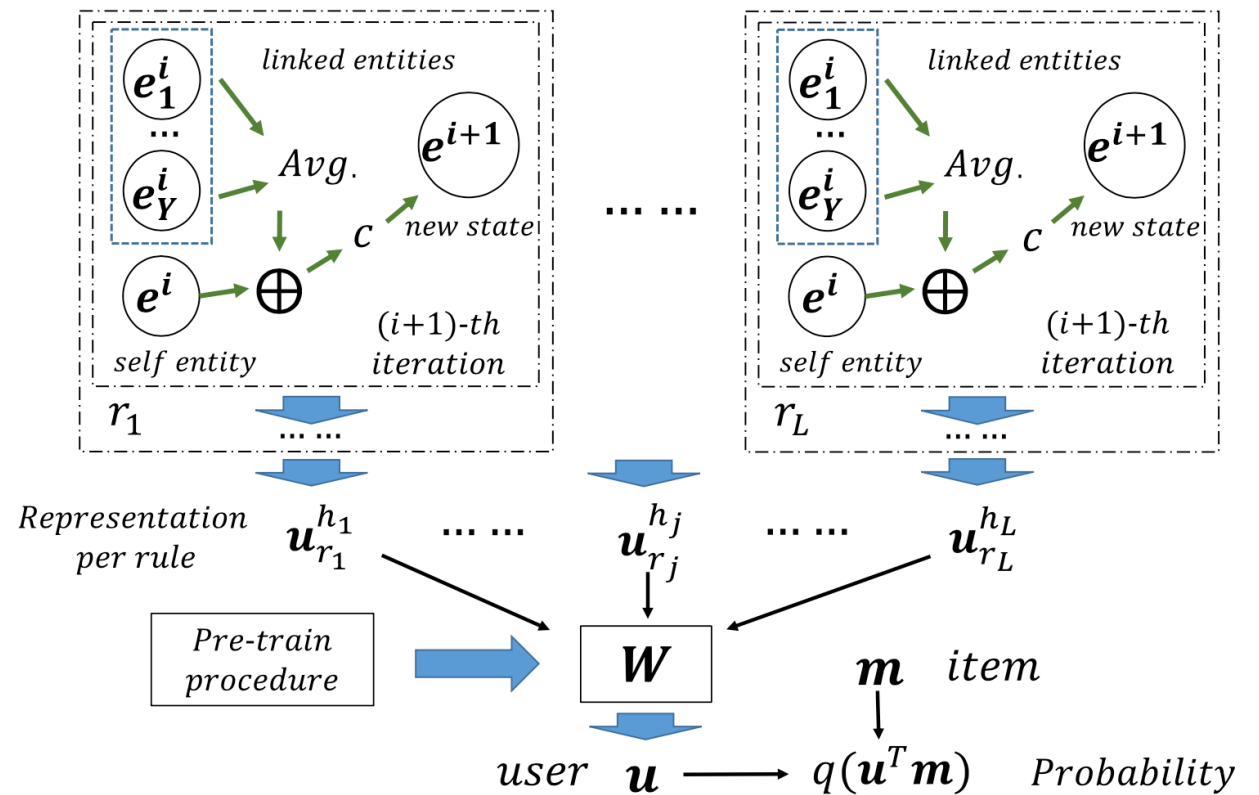 e_1^i linked entities
...
e_Y^i Avg. e^{i+1}
c new state
e^i ⊕
self entity (i+1)-th
iteration
r_1
... ...
... ...
e_1^i linked entities
...
e_Y^i Avg. e^{i+1}
c new state
e^i ⊕
self entity (i+1)-th
iteration
r_L
... ...
Representation
per rule
u_{r_1}^{h_1} ... ... u_{r_j}^{h_j} ... ... u_{r_L}^{h_L}
Pre-train
procedure
W
m item
user u q(u^T m) Probability